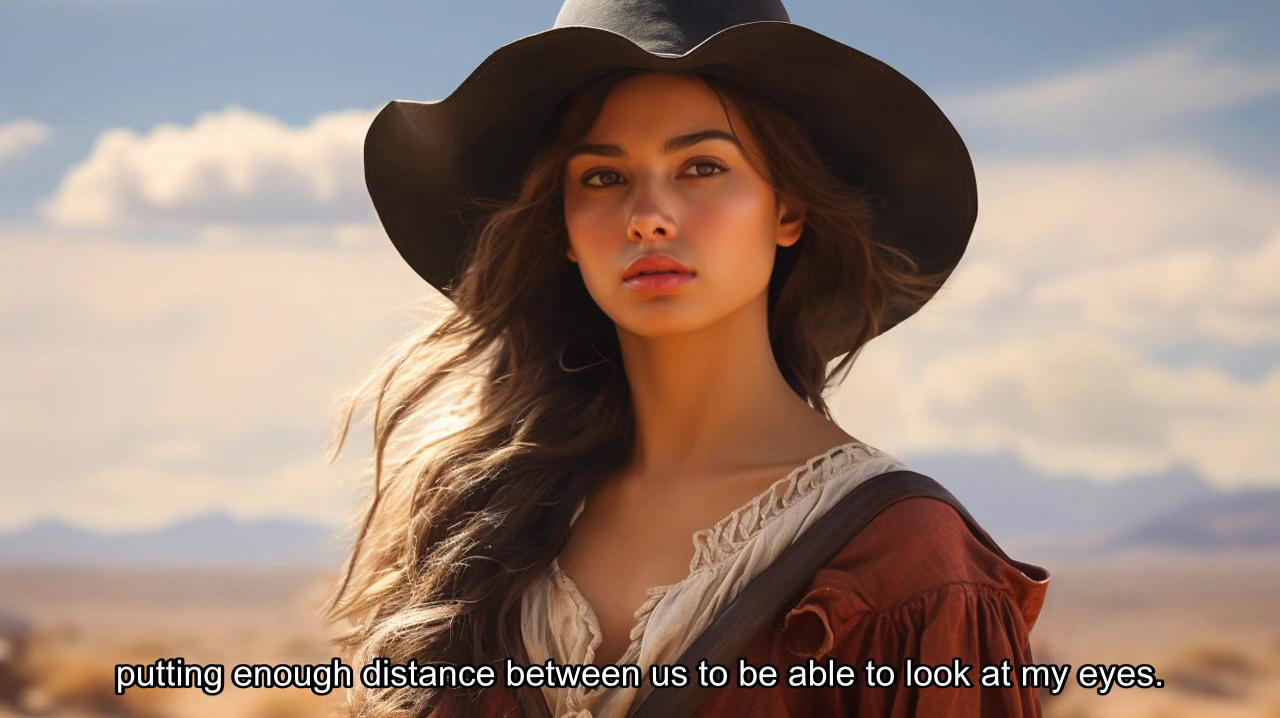 putting enough distance between us to be able to look at my eyes.